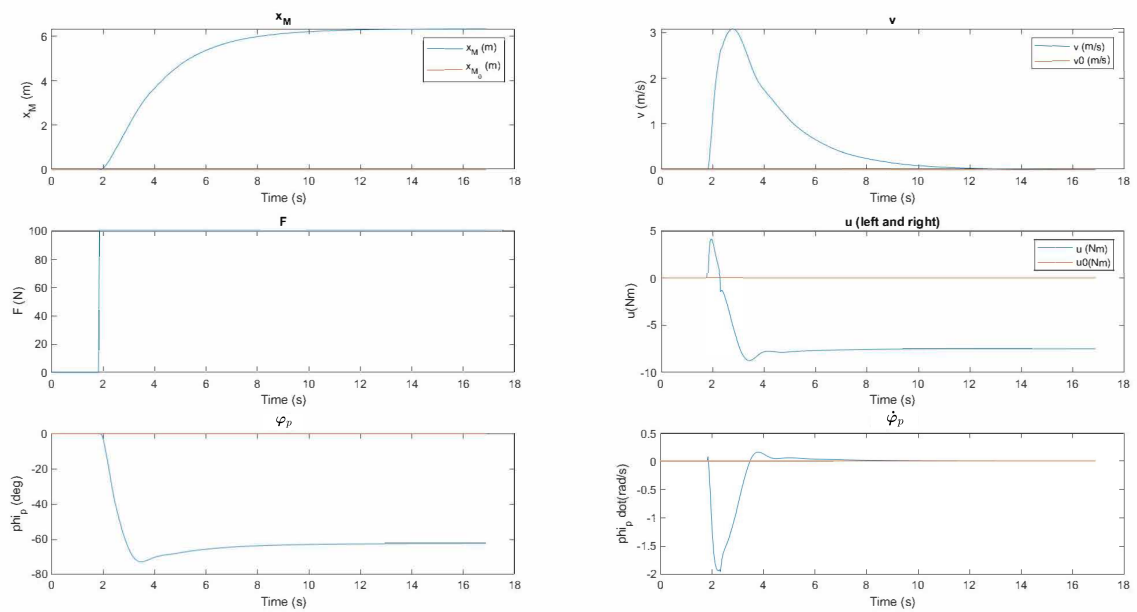 x_M
x_M (m)
6
4
2
0
x_M (m)
x_M_0 (m)
0 2 4 6 8 10 12 14 16 18
Time (s)
v
v (m/s)
3
2
1
0
v (m/s)
v0 (m/s)
0 2 4 6 8 10 12 14 16 18
Time (s)
F
F (N)
100
80
60
40
20
0
0 2 4 6 8 10 12 14 16 18
Time (s)
u (left and right)
u(Nm)
5
0
-5
-10
u (Nm)
u0(Nm)
0 2 4 6 8 10 12 14 16 18
Time (s)
φ_p
phi_p (deg)
0
-20
-40
-60
-80
0 2 4 6 8 10 12 14 16 18
Time (s)
φ̇_p
phi_p dot(rad/s)
0.5
0
-0.5
-1
-1.5
-2
0 2 4 6 8 10 12 14 16 18
Time (s)